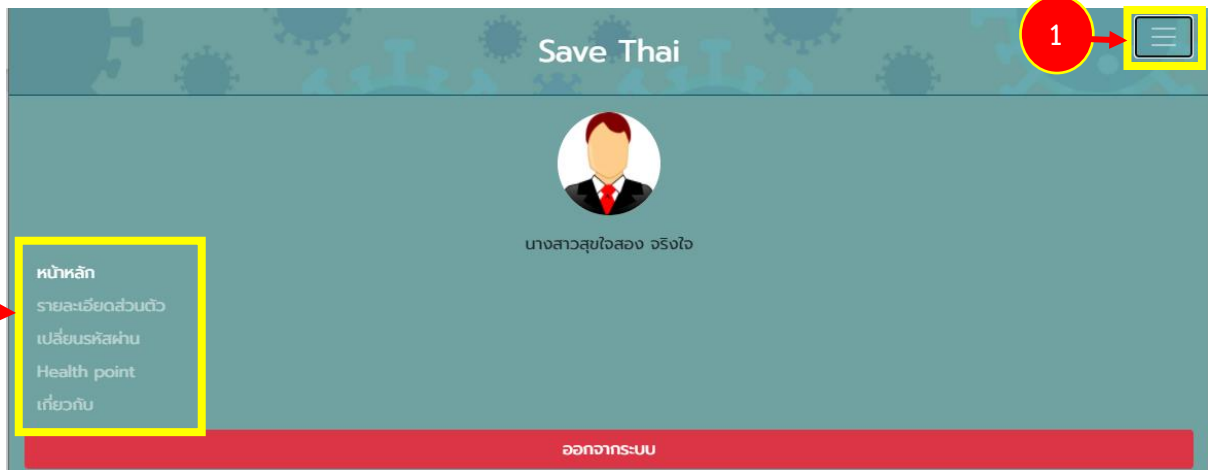 Save Thai
1
นางสาวสุขใจสอง จริงใจ
หน้าหลัก
รายละเอียดส่วนตัว
เปลี่ยนรหัสผ่าน
Health point
เกี่ยวกับ
ออกจากระบบ